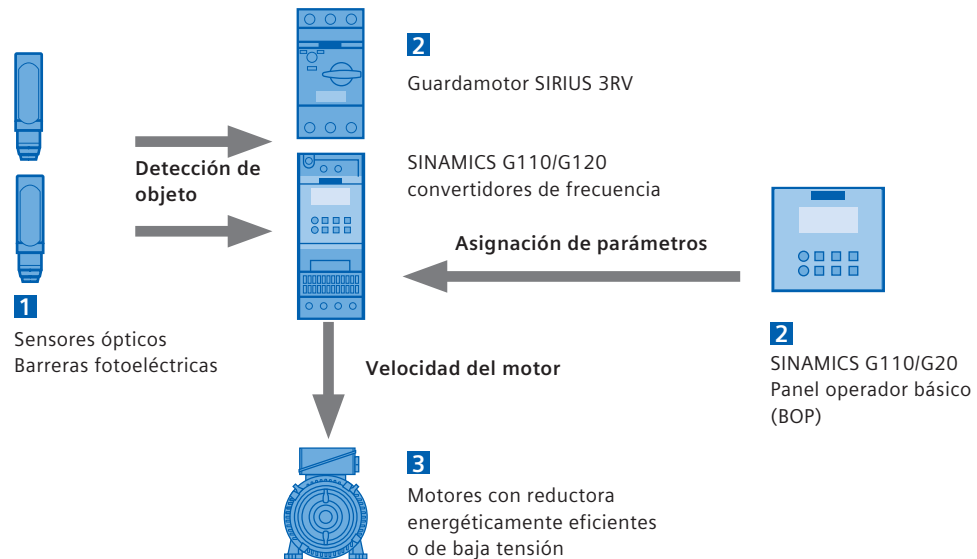 2
Guardamotor SIRIUS 3RV
Detección de
objeto
SINAMICS G110/G120
convertidores de frecuencia
Asignación de parámetros
1
Sensores ópticos
Barreras fotoeléctricas
2
SINAMICS G110/G20
Panel operador básico
(BOP)
Velocidad del motor
3
Motores con reductora
energéticamente eficientes
o de baja tensión